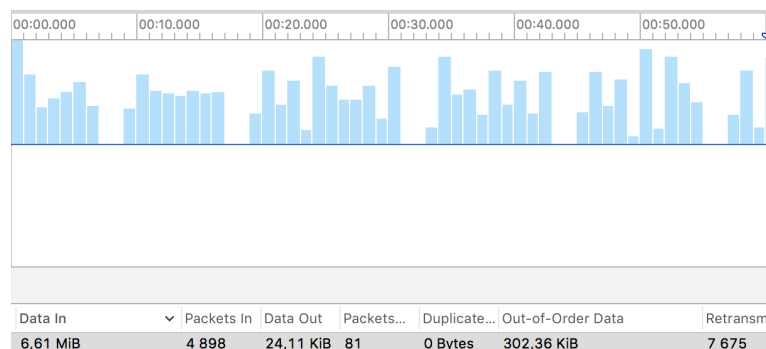 00:00.000 00:10.000 00:20.000 00:30.000 00:40.000 00:50.000
Data In Packets In Data Out Packets... Duplicate... Out-of-Order Data Retransm
6,61 MiB 4 898 24,11 KiB 81 0 Bytes 302,36 KiB 7 675